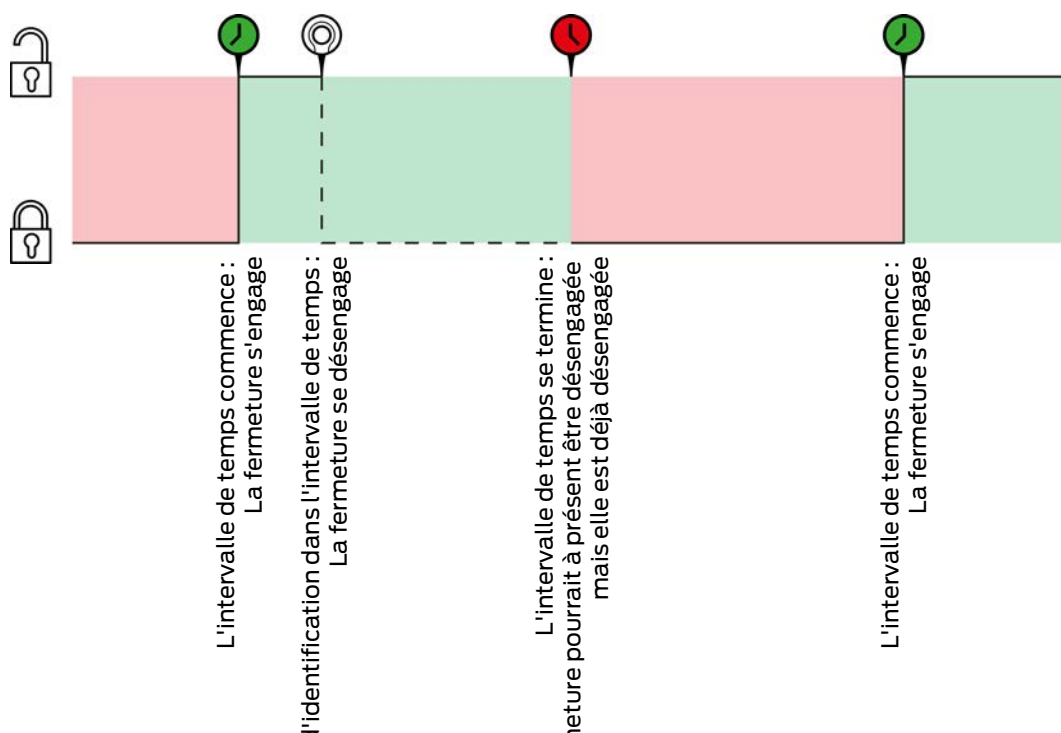 L'intervalle de temps commence :
La fermeture s'engage
l'identification dans l'intervalle de temps :
La fermeture se désengage
L'intervalle de temps se termine :
pourrait à présent être désengagée
mais elle est déjà désengagée
L'intervalle de temps commence :
La fermeture s'engage